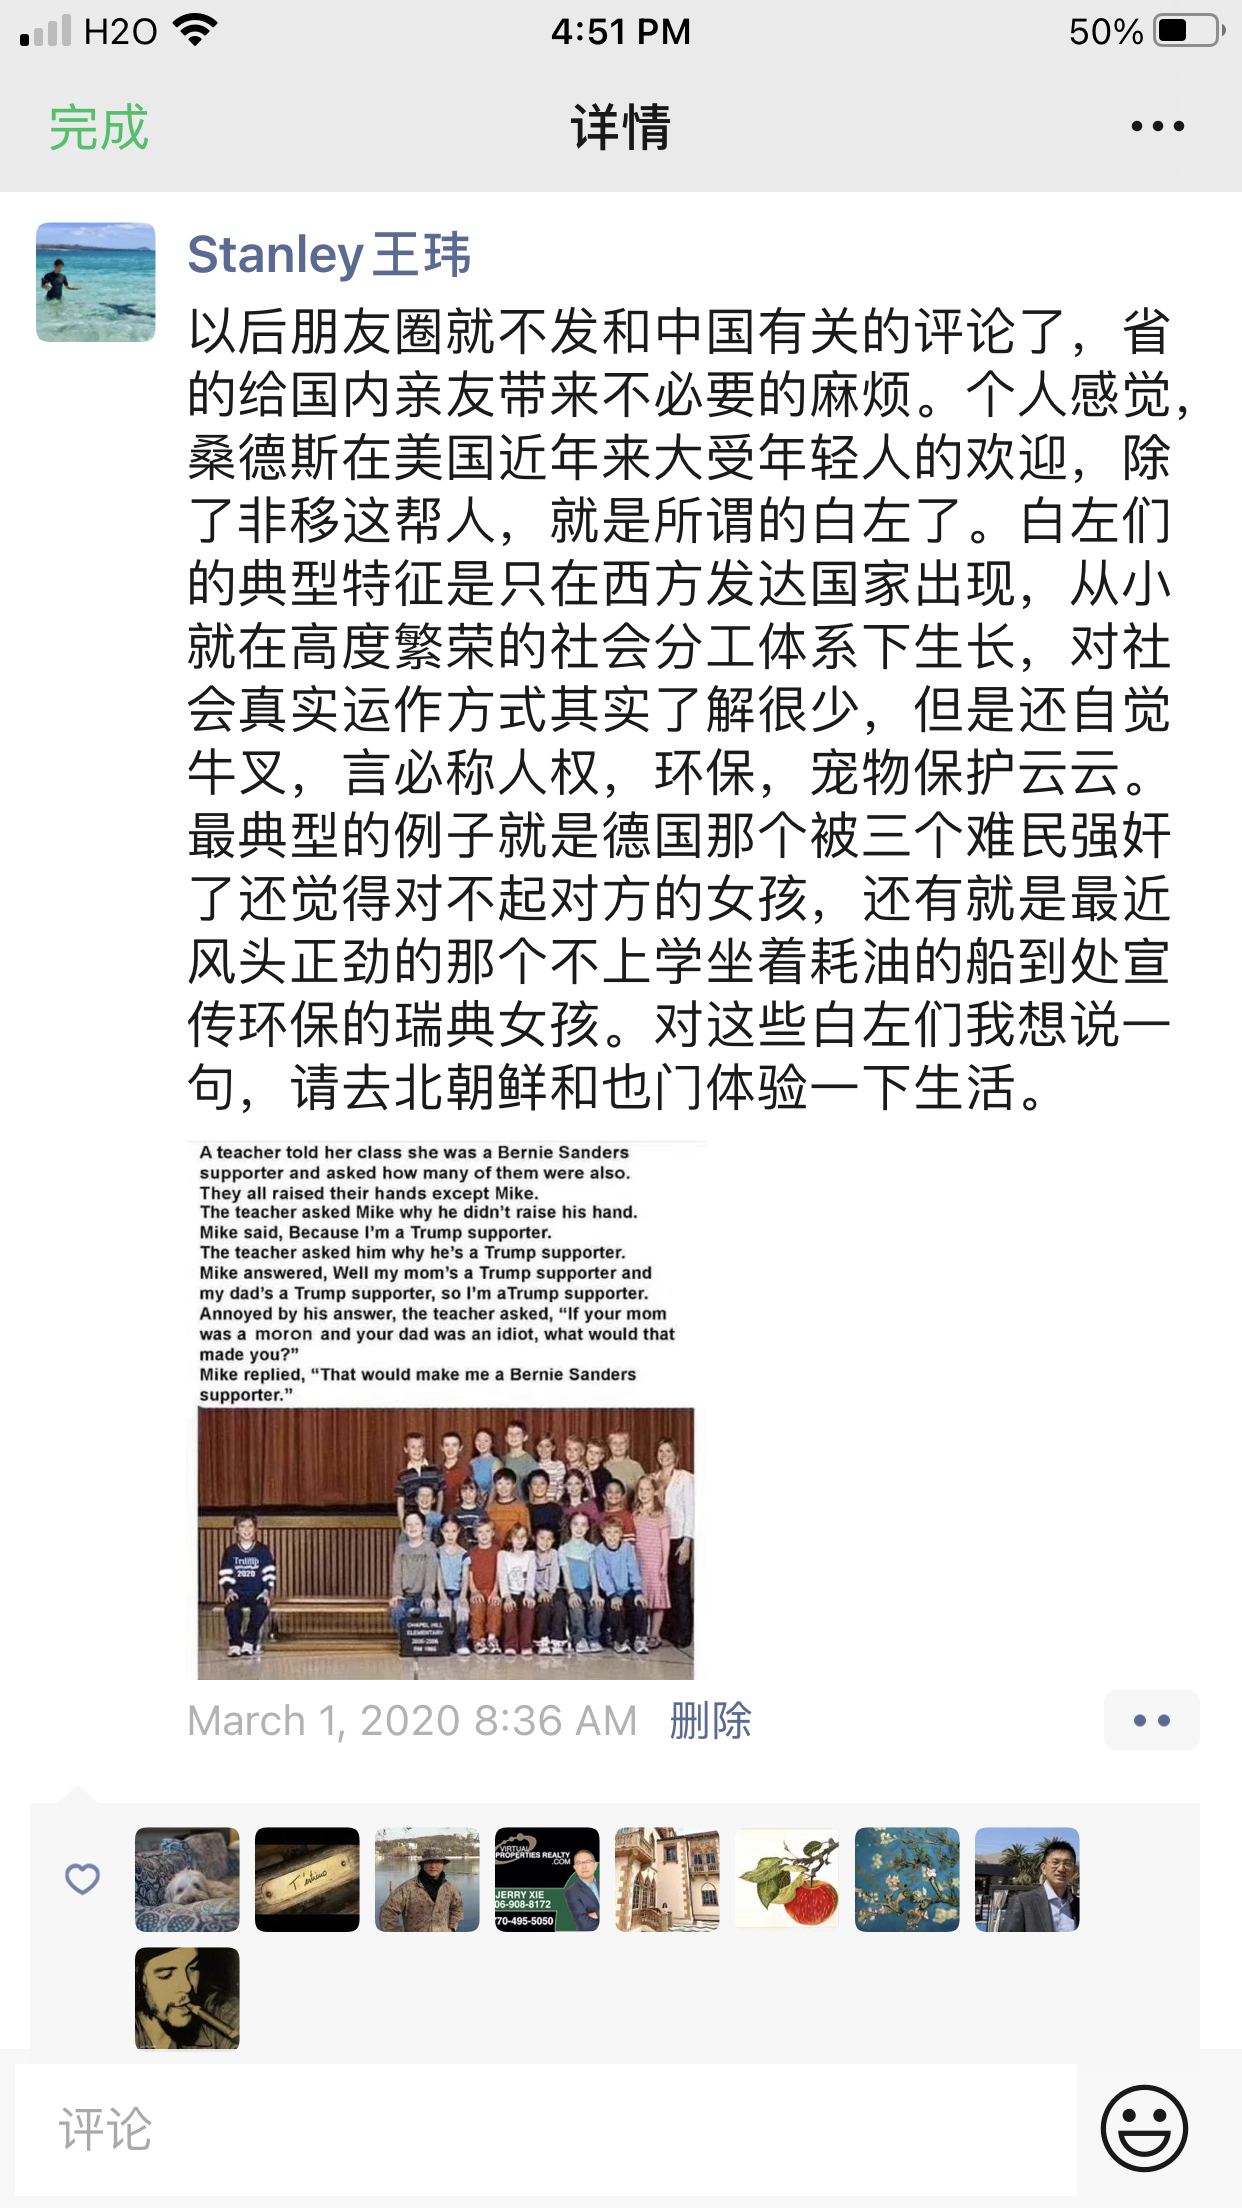 H2O
4:51 PM
50%
完成
详情
Stanley王玮
以后朋友圈就不发和中国有关的评论了，省
的给国内亲友带来不必要的麻烦。个人感觉，
桑德斯在美国近年来大受年轻人的欢迎，除
了非移这帮人，就是所谓的白左了。白左们
的典型特征是只在西方发达国家出现，从小
就在高度繁荣的社会分工体系下生长，对社
会真实运作方式其实了解很少，但是还自觉
牛叉，言必称人权，环保，宠物保护云云。
最典型的例子就是德国那个被三个难民强奸
了还觉得对不起对方的女孩，还有就是最近
风头正劲的那个不上学坐着耗油的船到处宣
传环保的瑞典女孩。对这些白左们我想说一
句，请去北朝鲜和也门体验一下生活。
A teacher told her class she was a Bernie Sanders
supporter and asked how many of them were also.
They all raised their hands except Mike.
The teacher asked Mike why he didn’t raise his hand.
Mike said, Because I’m a Trump supporter.
The teacher asked him why he’s a Trump supporter.
Mike answered, Well my mom’s a Trump supporter and
my dad’s a Trump supporter, so I’m aTrump supporter.
Annoyed by his answer, the teacher asked, “If your mom
was a moron and your dad was an idiot, what would that
made you?”
Mike replied, “That would make me a Bernie Sanders
supporter.”
Trump
2020
CHAPEL HILL
ELEMENTARY
March 1, 2020 8:36 AM
删除
VIRTUAL
PROPERTIES REALTY
.COM
JERRY XIE
06-908-8172
70-495-5050
评论